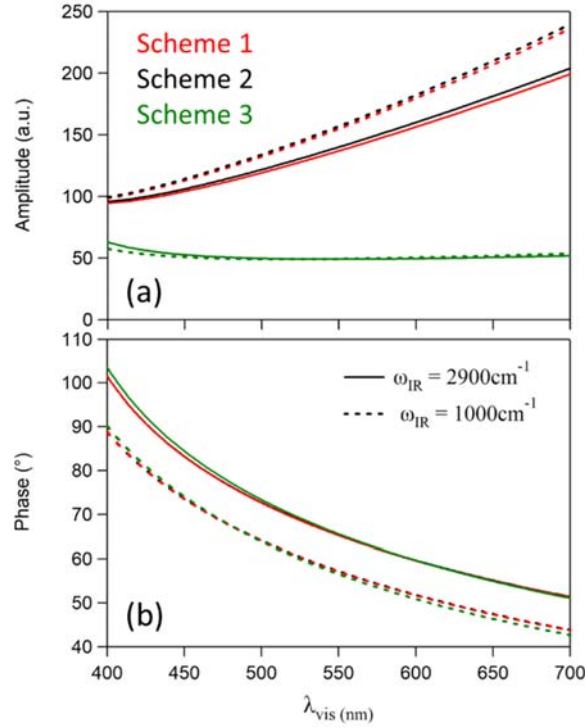 250
200
150
100
50
0
Amplitude (a.u.)
Scheme 1
Scheme 2
Scheme 3
(a)
110
100
90
80
70
60
50
40
Phase (°)
ω_IR = 2900cm⁻¹
ω_IR = 1000cm⁻¹
(b)
400 450 500 550 600 650 700
λ_vis (nm)